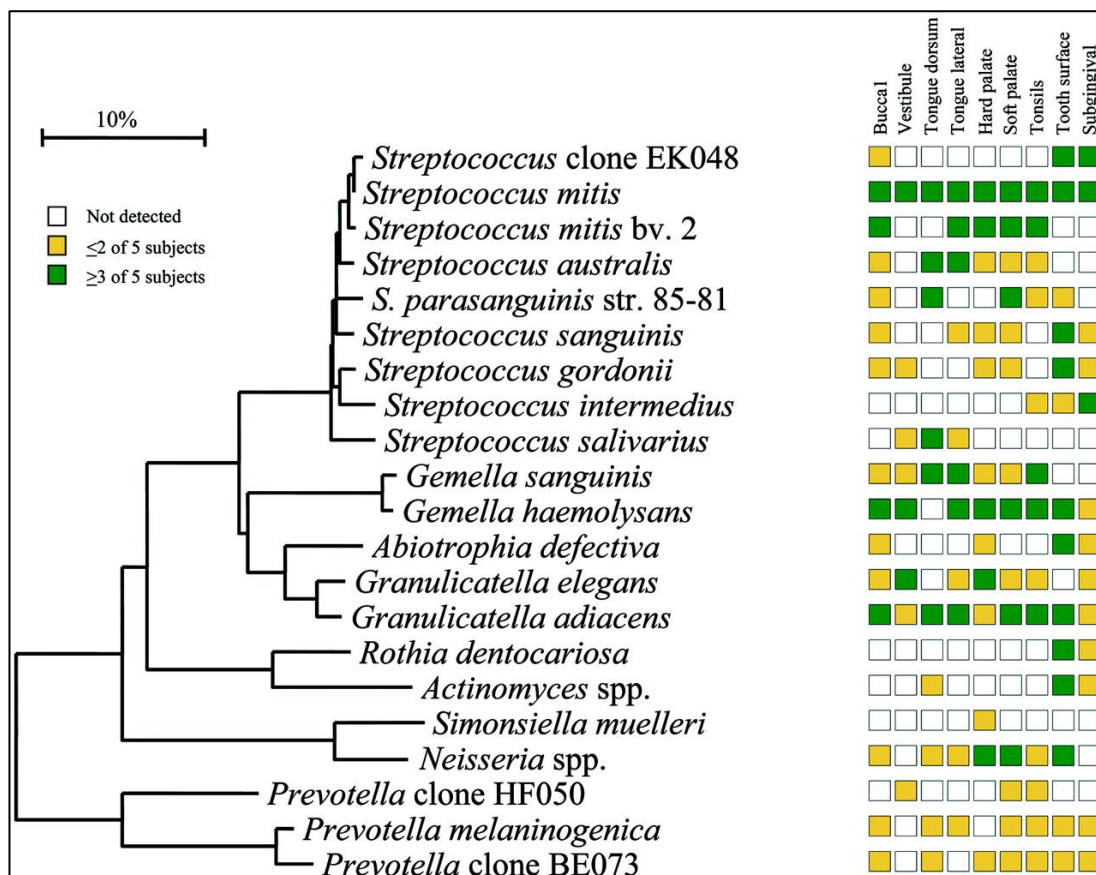 Buccal
Vestibule
Tongue dorsum
Tongue lateral
Hard palate
Soft palate
Tonsils
Tooth surface
Subgingival
10%
Not detected
≤2 of 5 subjects
≥3 of 5 subjects
Streptococcus clone EK048
Streptococcus mitis
Streptococcus mitis bv. 2
Streptococcus australis
S. parasanguinis str. 85-81
Streptococcus sanguinis
Streptococcus gordonii
Streptococcus intermedius
Streptococcus salivarius
Gemella sanguinis
Gemella haemolysans
Abiotrophia defectiva
Granulicatella elegans
Granulicatella adiacens
Rothia dentocariosa
Actinomyces spp.
Simonsiella muelleri
Neisseria spp.
Prevotella clone HF050
Prevotella melaninogenica
Prevotella clone BE073